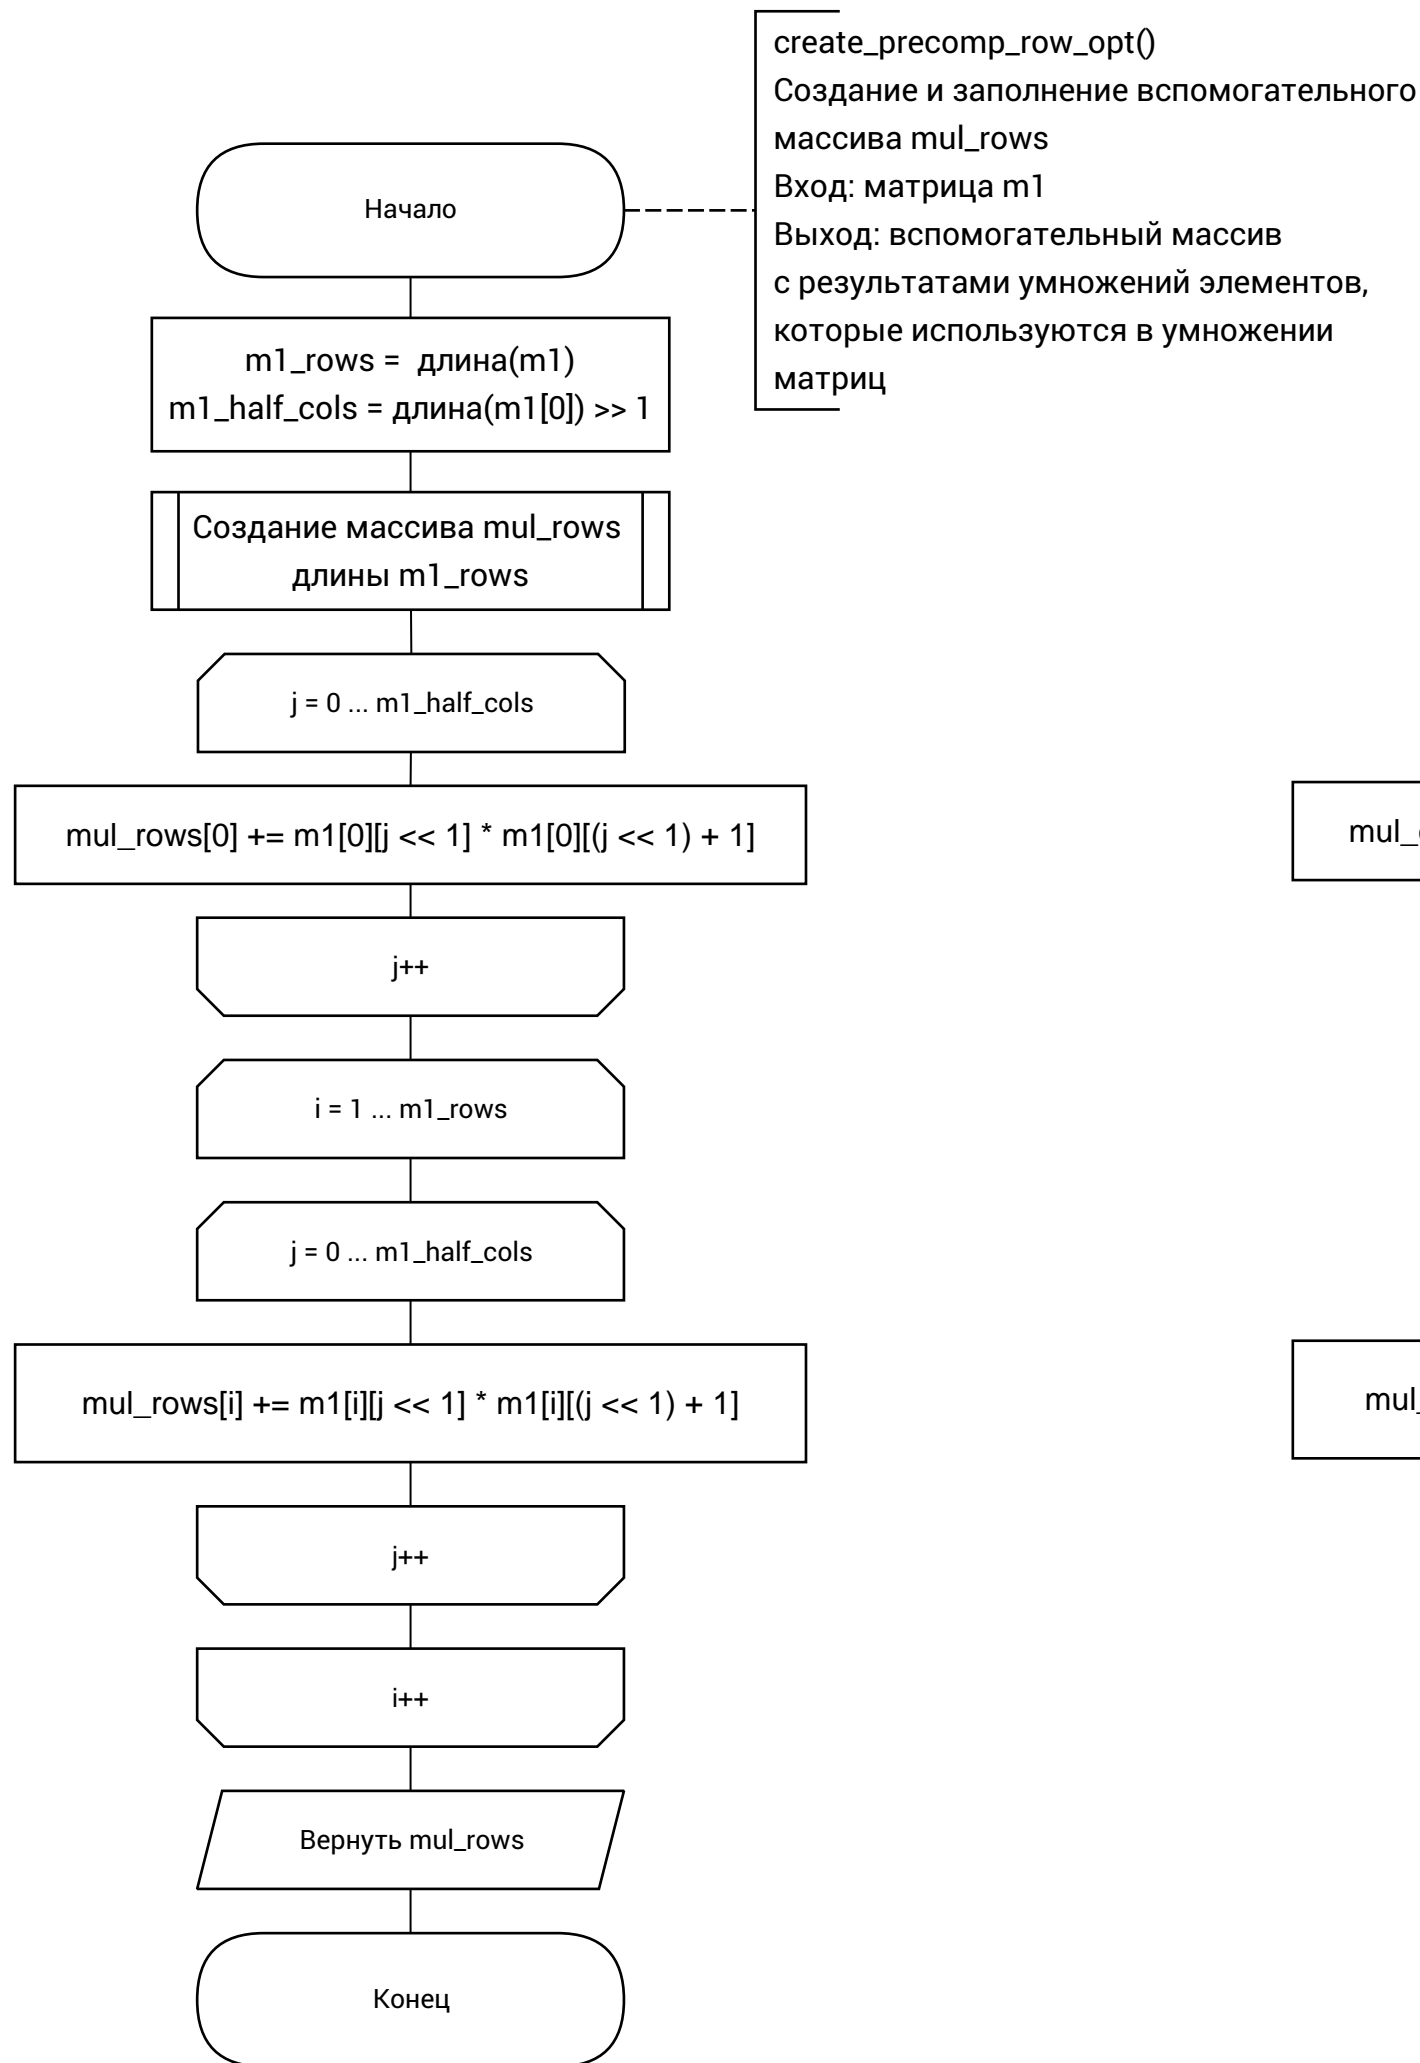 create_precomp_row_opt()
Создание и заполнение вспомогательного
массива mul_rows
Вход: матрица m1
Выход: вспомогательный массив
с результатами умножений элементов,
которые используются в умножении
матриц
Начало
m1_rows = длина(m1)
m1_half_cols = длина(m1[0]) >> 1
Создание массива mul_rows
длины m1_rows
j = 0 ... m1_half_cols
mul_rows[0] += m1[0][j << 1] * m1[0][(j << 1) + 1]
j++
i = 1 ... m1_rows
j = 0 ... m1_half_cols
mul_rows[i] += m1[i][j << 1] * m1[i][(j << 1) + 1]
mul_
j++
i++
Вернуть mul_rows
Конец